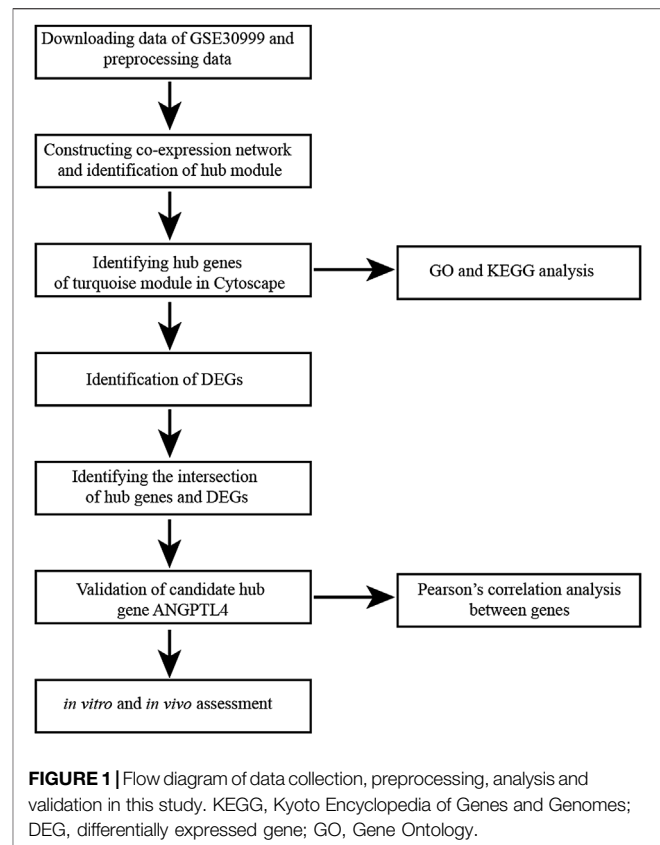 Downloading data of GSE30999 and
preprocessing data
Constructing co-expression network
and identification of hub module
Identifying hub genes
of turquoise module in Cytoscape
GO and KEGG analysis
Identification of DEGs
Identifying the intersection
of hub genes and DEGs
Validation of candidate hub
gene ANGPTL4
Pearson's correlation analysis
between genes
in vitro and in vivo assessment
FIGURE 1 | Flow diagram of data collection, preprocessing, analysis and
validation in this study. KEGG, Kyoto Encyclopedia of Genes and Genomes;
DEG, differentially expressed gene; GO, Gene Ontology.